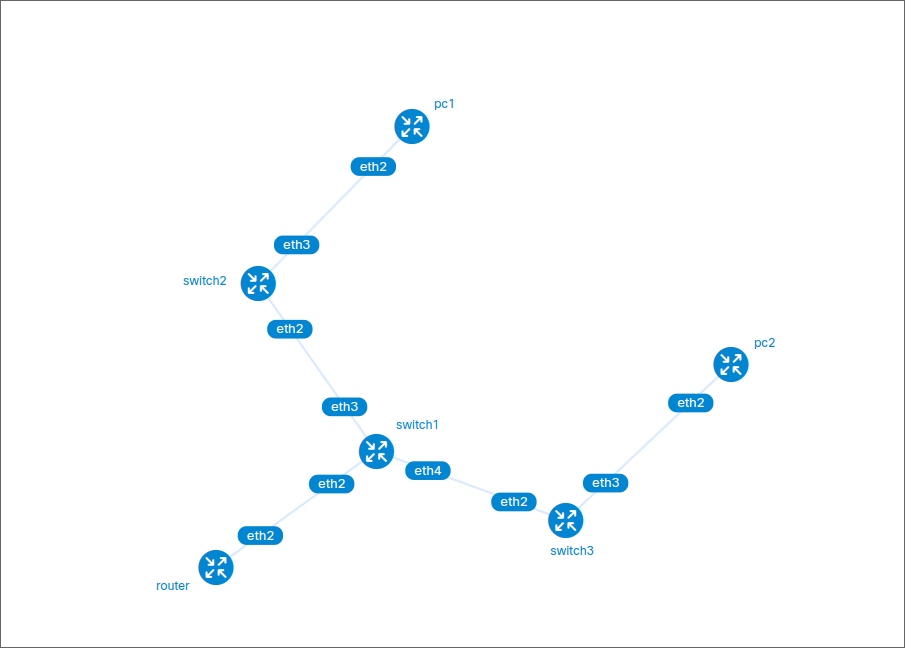 pc1
eth2
eth3
switch2
eth2
pc2
eth2
eth3
switch1
eth4
eth2
eth3
eth2
eth2
switch3
router